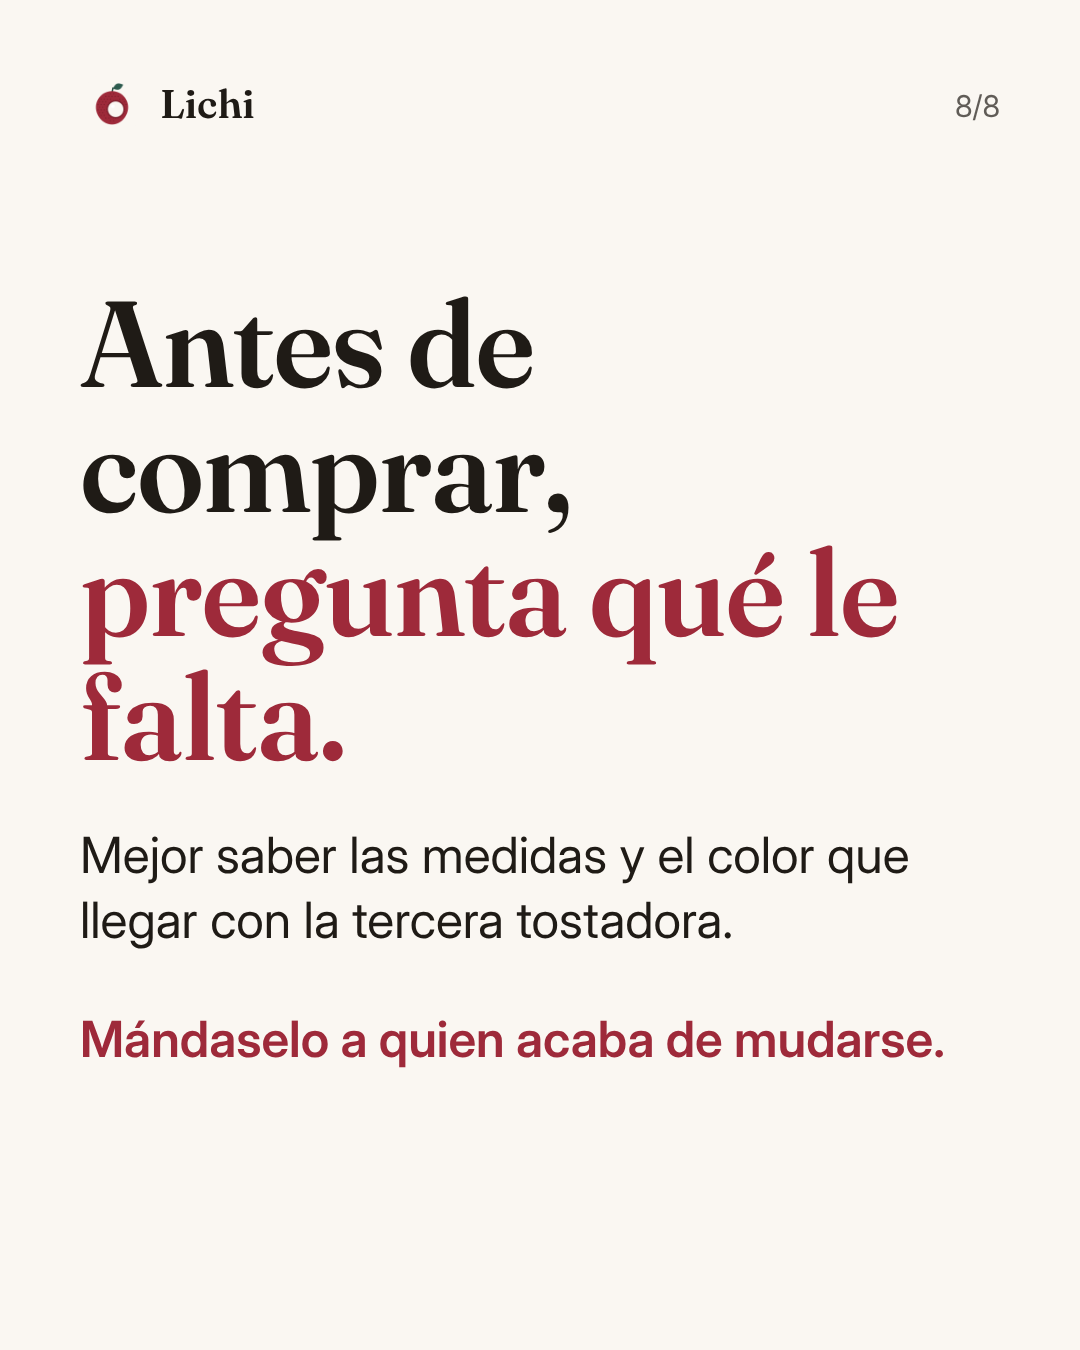 Lichi
8/8
Antes de
comprar,
pregunta qué le
falta.
Mejor saber las medidas y el color que
llegar con la tercera tostadora.
Mándaselo a quien acaba de mudarse.